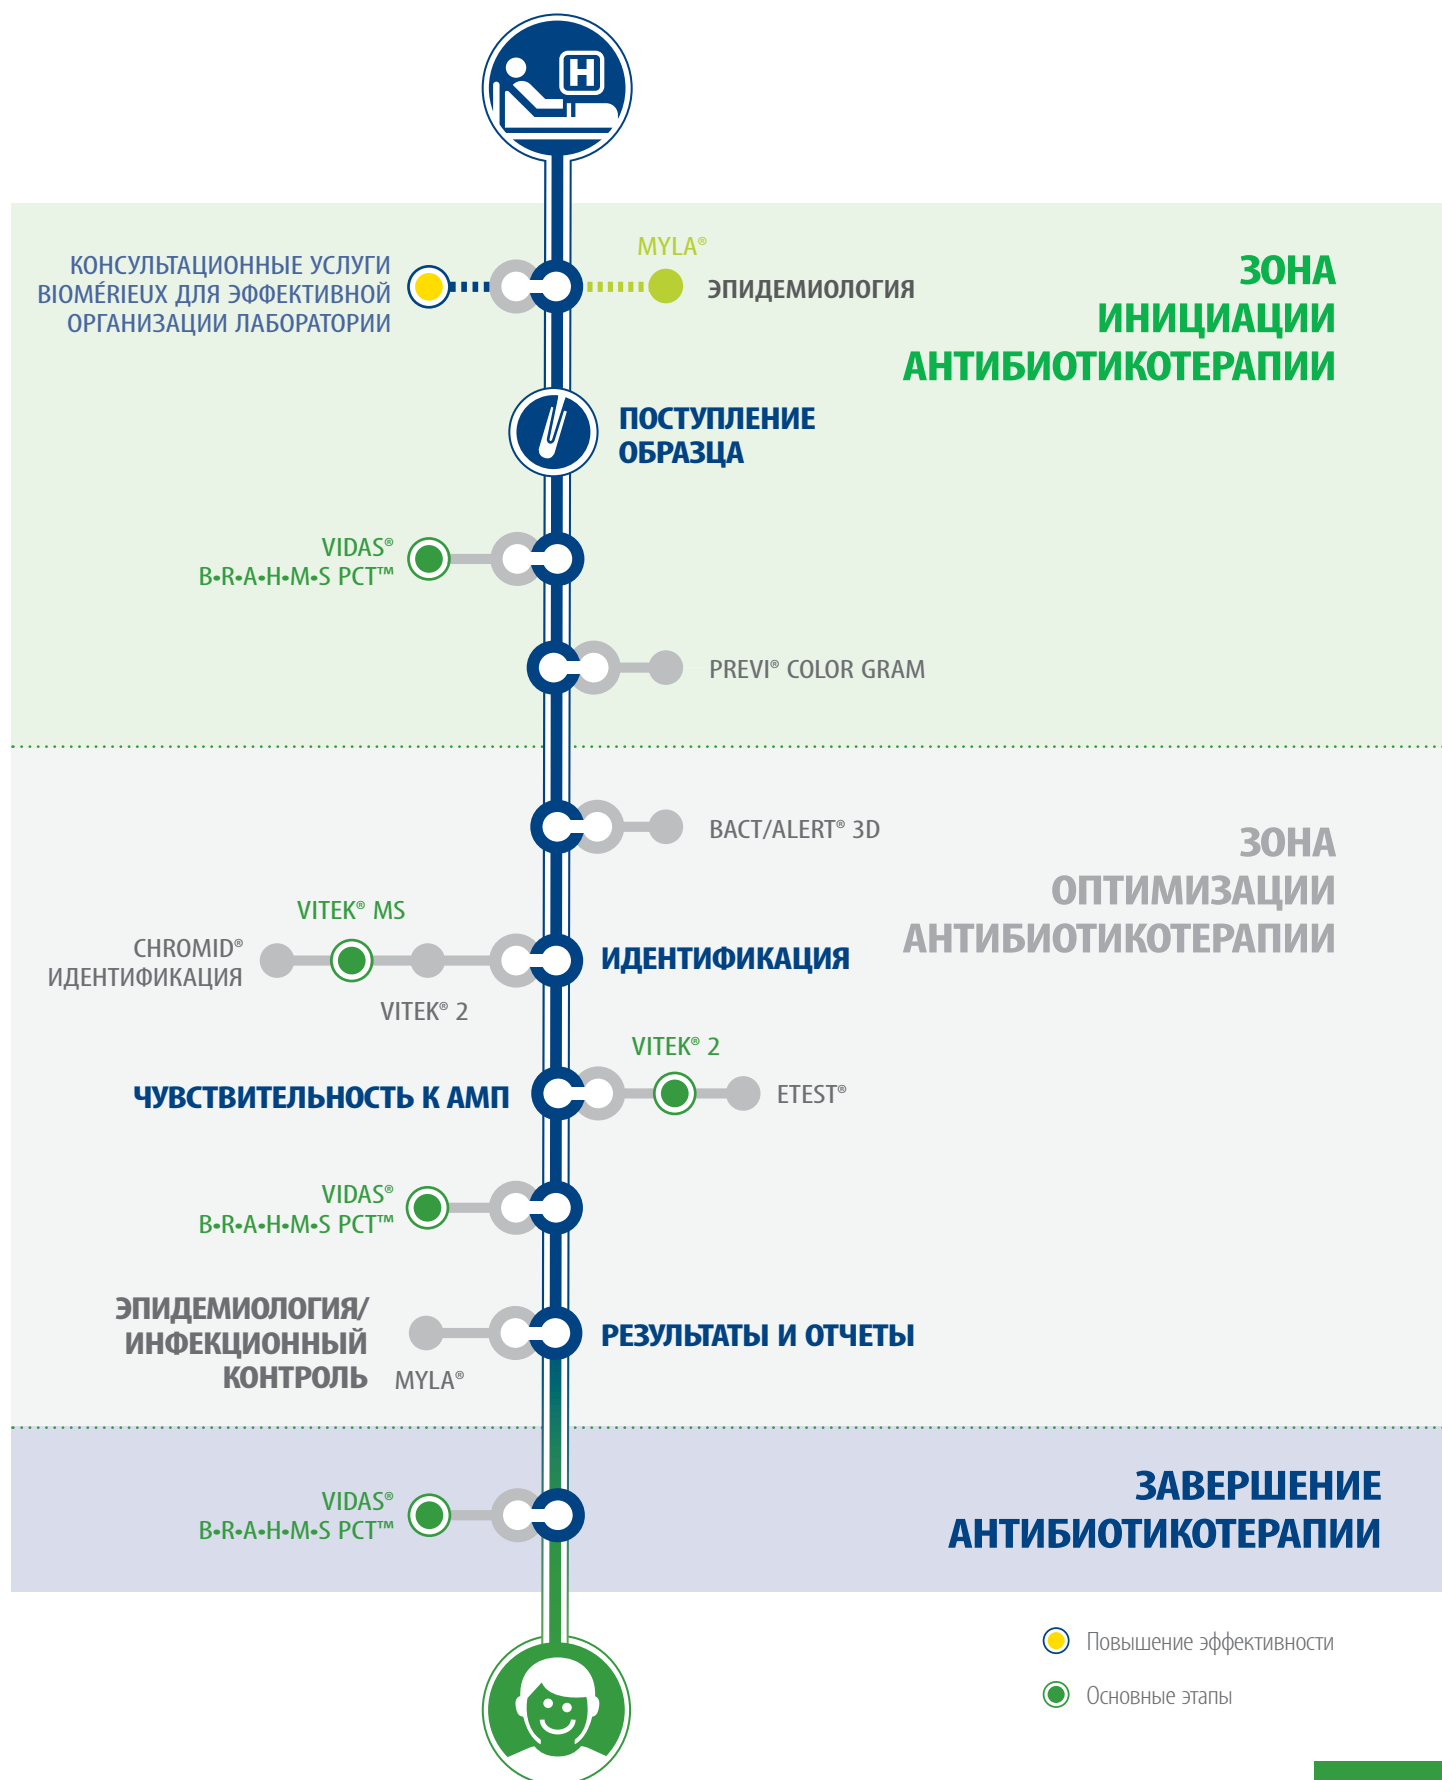 H
КОНСУЛЬТАЦИОННЫЕ УСЛУГИ
BIOMÉRIEUX ДЛЯ ЭФФЕКТИВНОЙ
ОРГАНИЗАЦИИ ЛАБОРАТОРИИ
MYLA®
ЭПИДЕМИОЛОГИЯ
ЗОНА
ИНИЦИАЦИИ
АНТИБИОТИКОТЕРАПИИ
ПОСТУПЛЕНИЕ
ОБРАЗЦА
VIDAS®
B•R•A•H•M•S PCT™
PREVI® COLOR GRAM
BACT/ALERT® 3D
ЗОНА
ОПТИМИЗАЦИИ
АНТИБИОТИКОТЕРАПИИ
VITEK® MS
CHROMID®
ИДЕНТИФИКАЦИЯ
VITEK® 2
ИДЕНТИФИКАЦИЯ
VITEK® 2
ЧУВСТВИТЕЛЬНОСТЬ К АМП
ETEST®
VIDAS®
B•R•A•H•M•S PCT™
ЭПИДЕМИОЛОГИЯ/
ИНФЕКЦИОННЫЙ
КОНТРОЛЬ
MYLA®
РЕЗУЛЬТАТЫ И ОТЧЕТЫ
VIDAS®
B•R•A•H•M•S PCT™
ЗАВЕРШЕНИЕ
АНТИБИОТИКОТЕРАПИИ
Повышение эффективности
Основные этапы